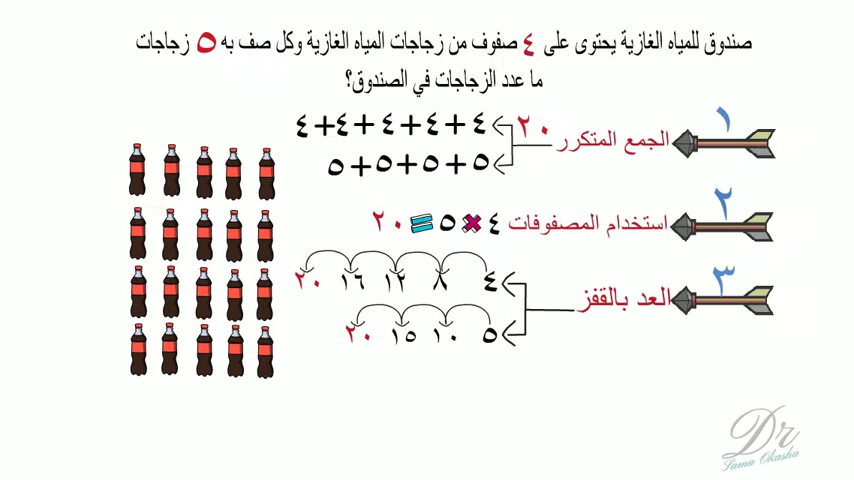 صندوق للمياه الغازية يحتوى على ٤ صفوف من زجاجات المياه الغازية وكل صف به ٥ زجاجات
ما عدد الزجاجات في الصندوق؟
١
الجمع المتكرر ٢٠
٤ + ٤ + ٤ + ٤ + ٤
٥ + ٥ + ٥ + ٥
٢
استخدام المصفوفات ٤ × ٥ = ٢٠
٣
العد بالقفز
٤ ٨ ١٢ ١٦ ٢٠
٥ ١٠ ١٥ ٢٠
Dr
Sama Okasha